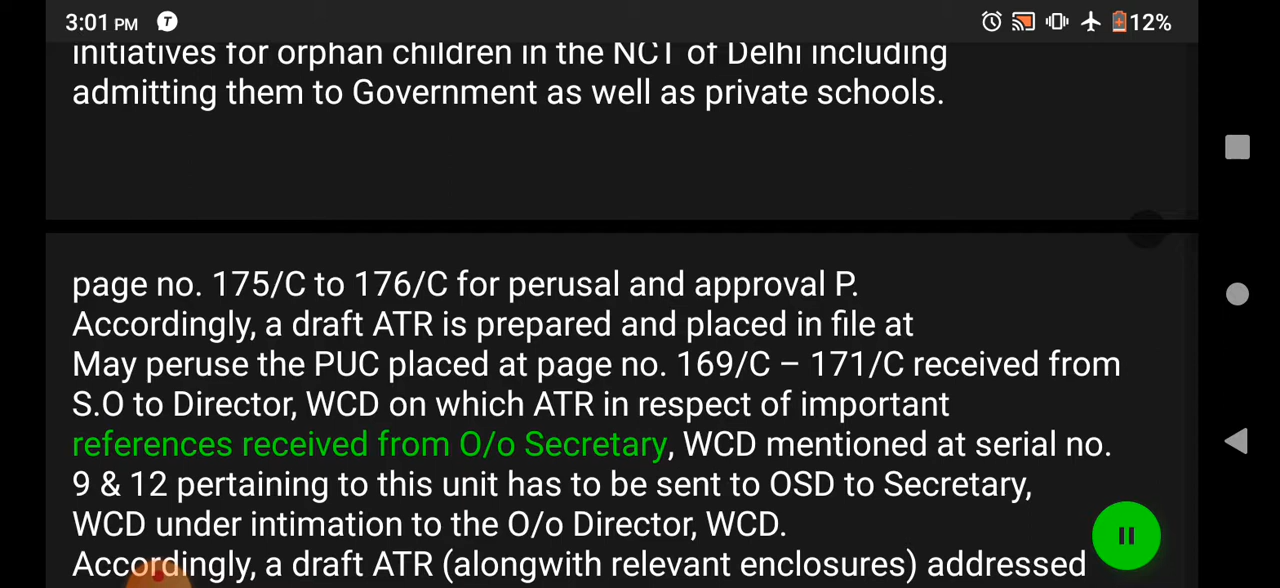 3:01 PM
12%
initiatives for orphan children in the NCT of Delhi including
admitting them to Government as well as private schools.
page no. 175/C to 176/C for perusal and approval P.
Accordingly, a draft ATR is prepared and placed in file at
May peruse the PUC placed at page no. 169/C – 171/C received from
S.O to Director, WCD on which ATR in respect of important
references received from O/o Secretary, WCD mentioned at serial no.
9 & 12 pertaining to this unit has to be sent to OSD to Secretary,
WCD under intimation to the O/o Director, WCD.
Accordingly, a draft ATR (alongwith relevant enclosures) addressed